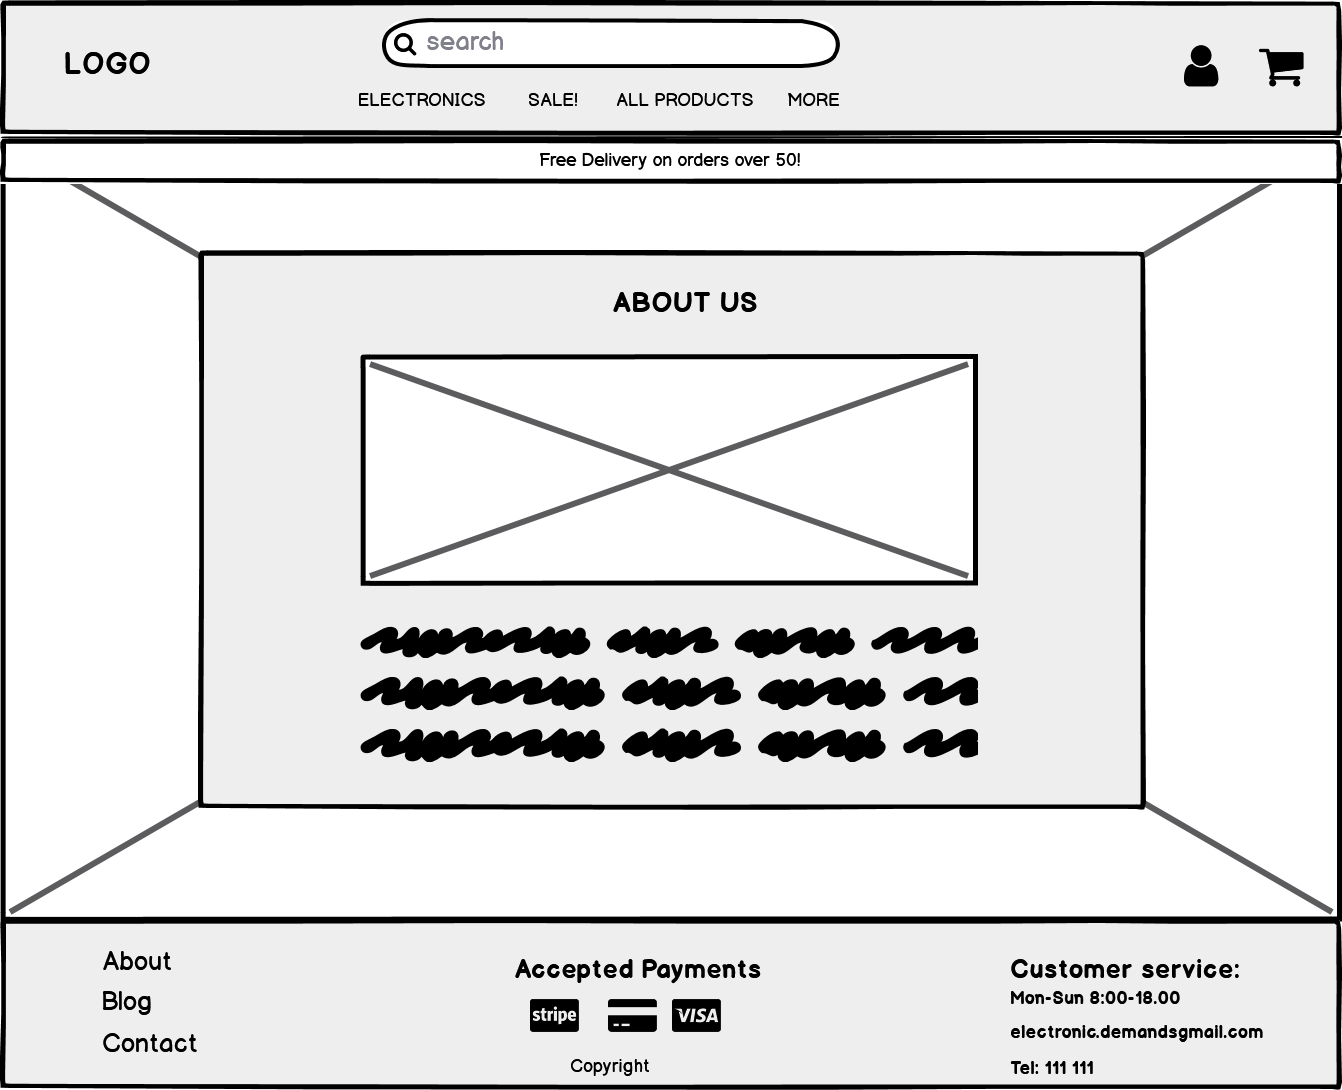 LOGO
search
ELECTRONICS SALE! ALL PRODUCTS MORE
Free Delivery on orders over 50!
ABOUT US
About
Blog
Contact
Accepted Payments
stripe VISA
Copyright
Customer service:
Mon-Sun 8:00-18.00
electronic.demandsgmail.com
Tel: 111 111